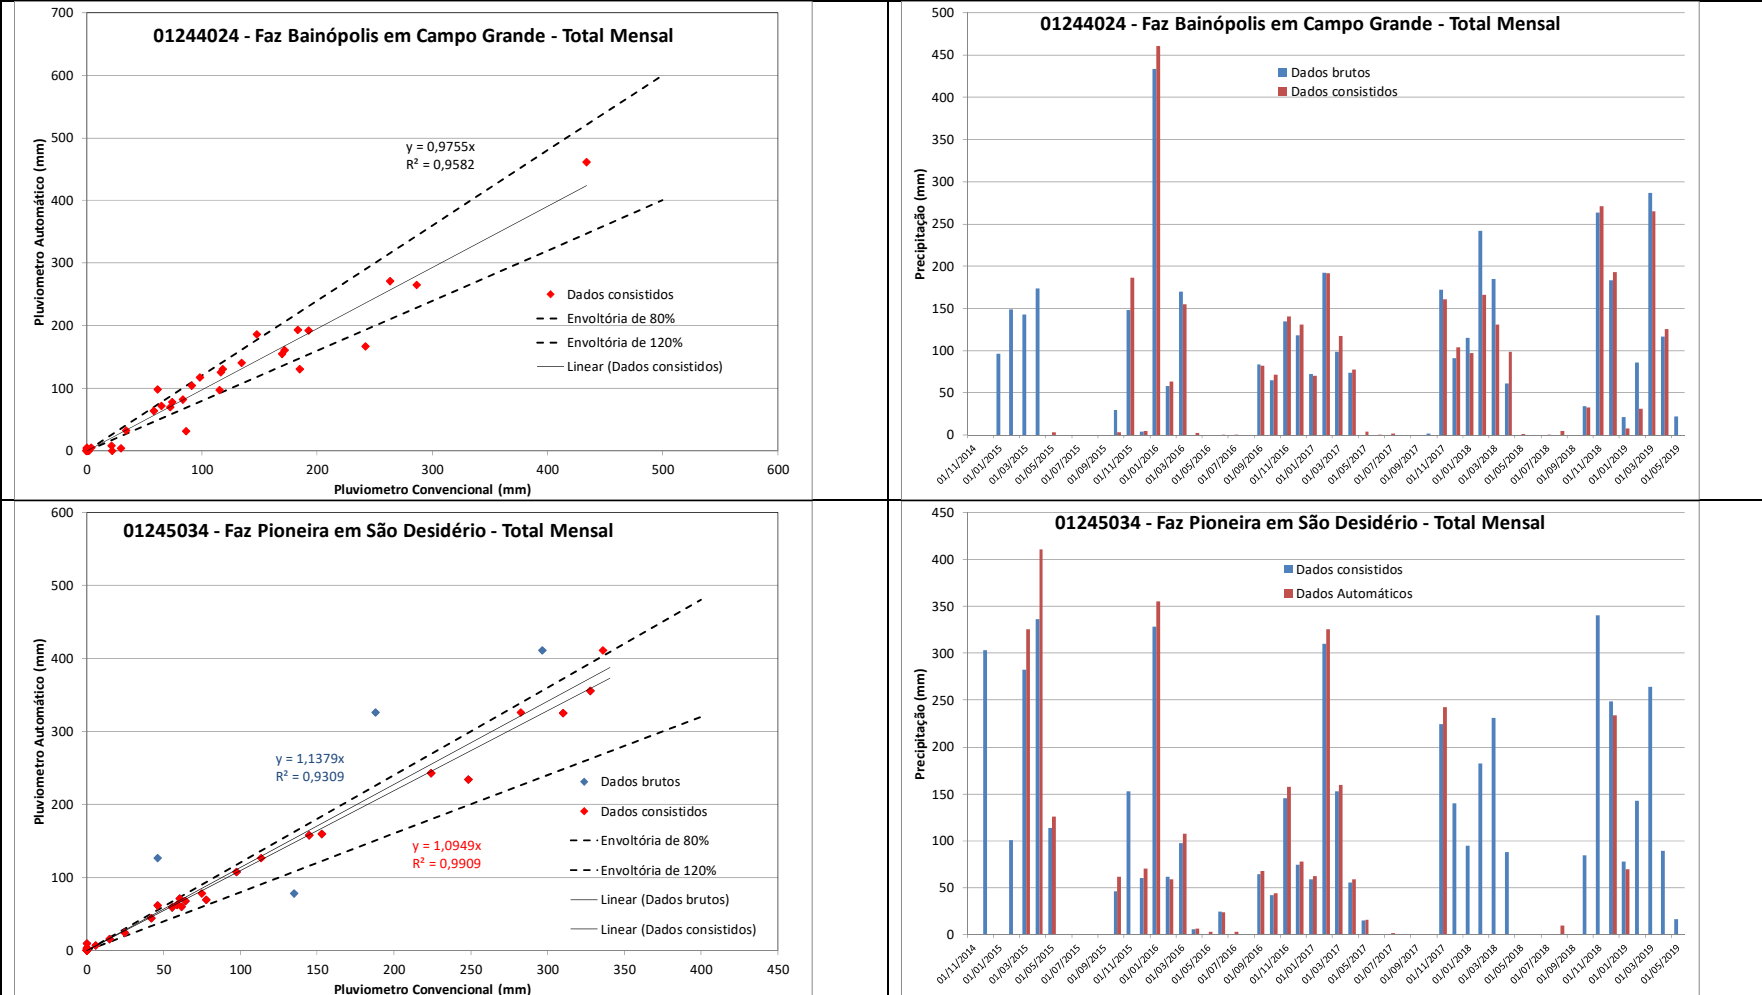 01244024 - Faz Bainópolis em Campo Grande - Total Mensal
Pluviometro Automático (mm)
700
600
500
400
300
200
100
0
y = 0,9755x
R² = 0,9582
Dados consistidos
Envoltória de 80%
Envoltória de 120%
Linear (Dados consistidos)
0 100 200 300 400 500 600
Pluviometro Convencional (mm)
01244024 - Faz Bainópolis em Campo Grande - Total Mensal
Precipitação (mm)
500
450
400
350
300
250
200
150
100
50
0
Dados brutos
Dados consistidos
01/11/2014 01/01/2015 01/03/2015 01/05/2015 01/07/2015 01/09/2015 01/11/2015 01/01/2016 01/03/2016 01/05/2016 01/07/2016 01/09/2016 01/11/2016 01/01/2017 01/03/2017 01/05/2017 01/07/2017 01/09/2017 01/11/2017 01/01/2018 01/03/2018 01/05/2018 01/07/2018 01/09/2018 01/11/2018 01/01/2019 01/03/2019 01/05/2019
01245034 - Faz Pioneira em São Desidério - Total Mensal
Pluviometro Automático (mm)
600
500
400
300
200
100
0
y = 1,1379x
R² = 0,9309
y = 1,0949x
R² = 0,9909
Dados brutos
Dados consistidos
Envoltória de 80%
Envoltória de 120%
Linear (Dados brutos)
Linear (Dados consistidos)
0 50 100 150 200 250 300 350 400 450
Pluviometro Convencional (mm)
01245034 - Faz Pioneira em São Desidério - Total Mensal
Precipitação (mm)
450
400
350
300
250
200
150
100
50
0
Dados consistidos
Dados Automáticos
01/11/2014 01/01/2015 01/03/2015 01/05/2015 01/07/2015 01/09/2015 01/11/2015 01/01/2016 01/03/2016 01/05/2016 01/07/2016 01/09/2016 01/11/2016 01/01/2017 01/03/2017 01/05/2017 01/07/2017 01/09/2017 01/11/2017 01/01/2018 01/03/2018 01/05/2018 01/07/2018 01/09/2018 01/11/2018 01/01/2019 01/03/2019 01/05/2019